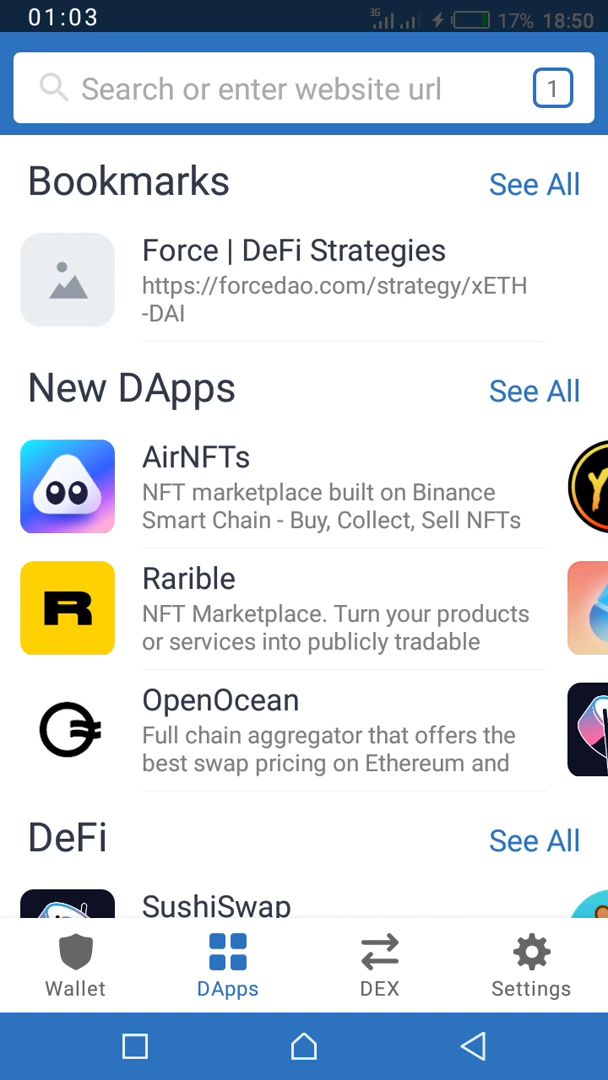 01:03
3G
17% 18:50
Search or enter website url
1
Bookmarks
See All
Force | DeFi Strategies
https://forcedao.com/strategy/xETH
-DAI
New DApps
See All
AirNFTs
NFT marketplace built on Binance
Smart Chain - Buy, Collect, Sell NFTs
R
Rarible
NFT Marketplace. Turn your products
or services into publicly tradable
OpenOcean
Full chain aggregator that offers the
best swap pricing on Ethereum and
DeFi
See All
SushiSwap
Wallet
DApps
DEX
Settings